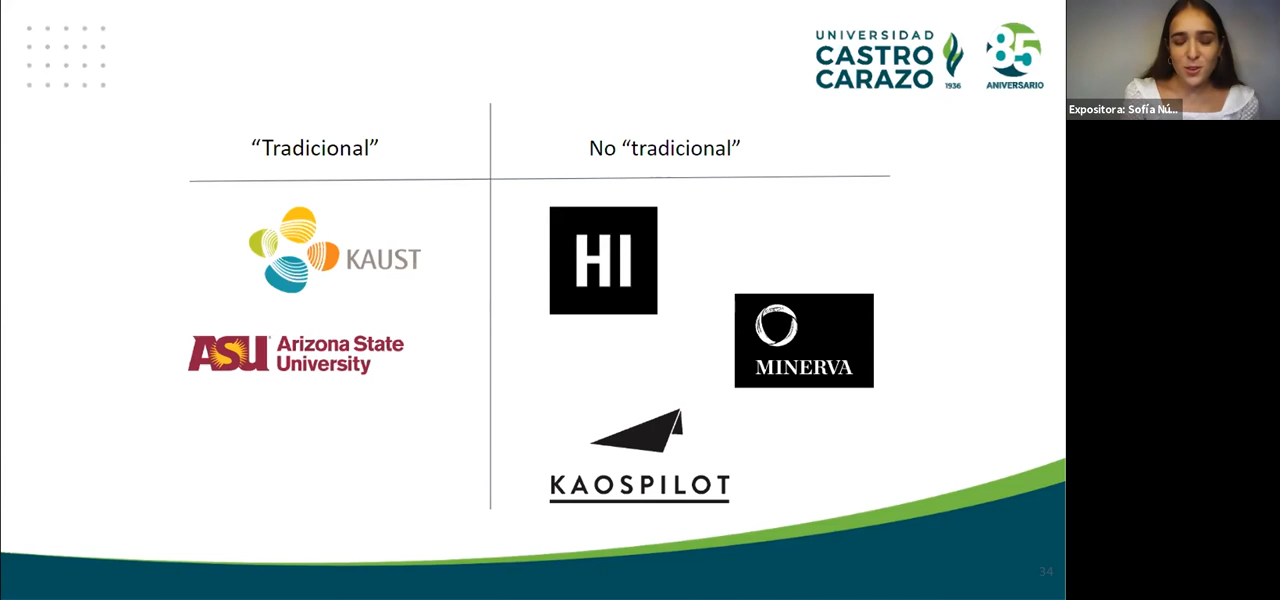 UNIVERSIDAD
CASTRO
CARAZO
1936
85
ANIVERSARIO
Expositora: Sofía Nú...
“Tradicional”
No “tradicional”
KAUST
HI
ASU Arizona State
University
MINERVA
KAOSPILOT
34